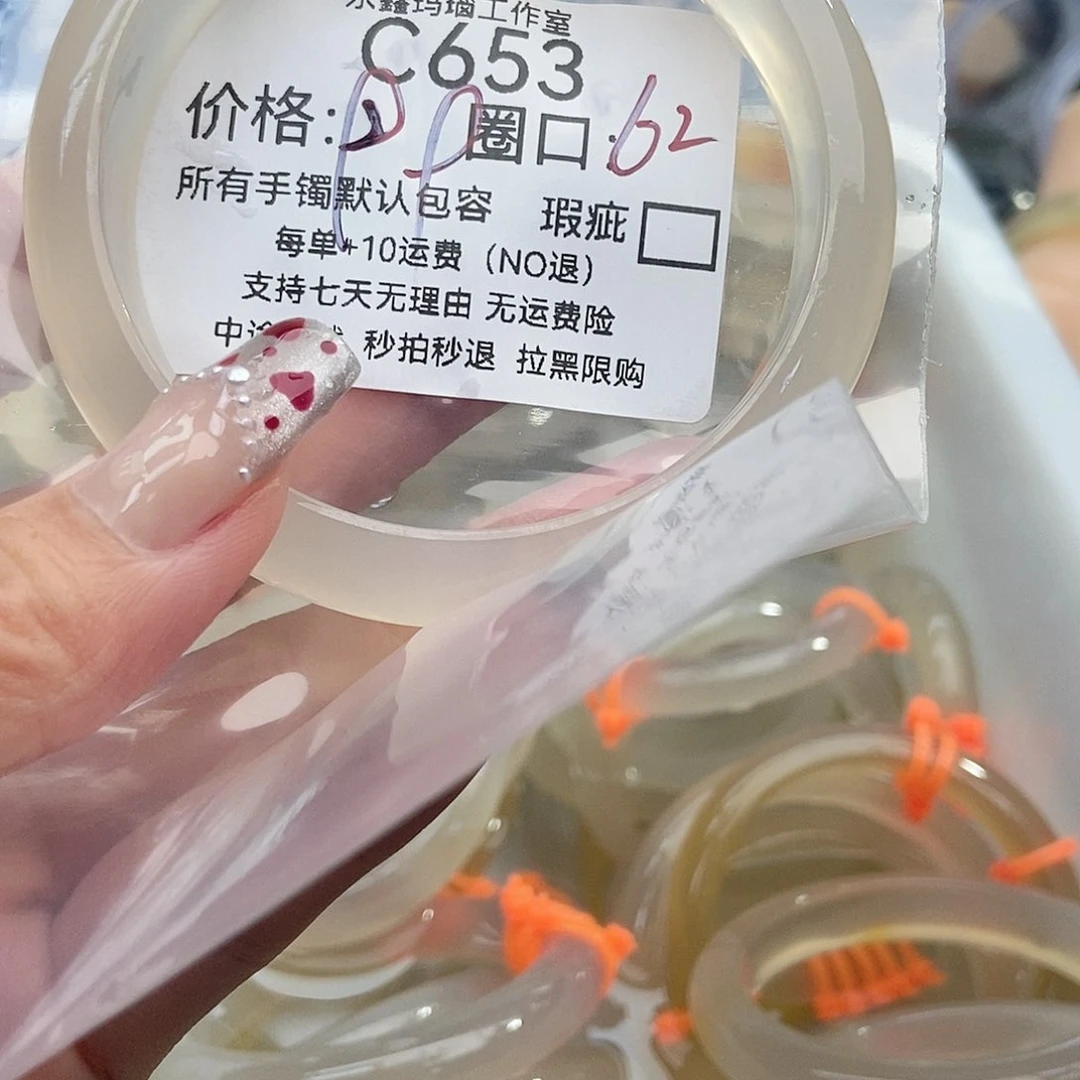 鑫玛瑙工作室
C653
价格: 圈口:62
所有手镯默认包容 瑕疵
每单+10运费（NO退）
支持七天无理由 无运费险
中途 秒拍秒退 拉黑限购